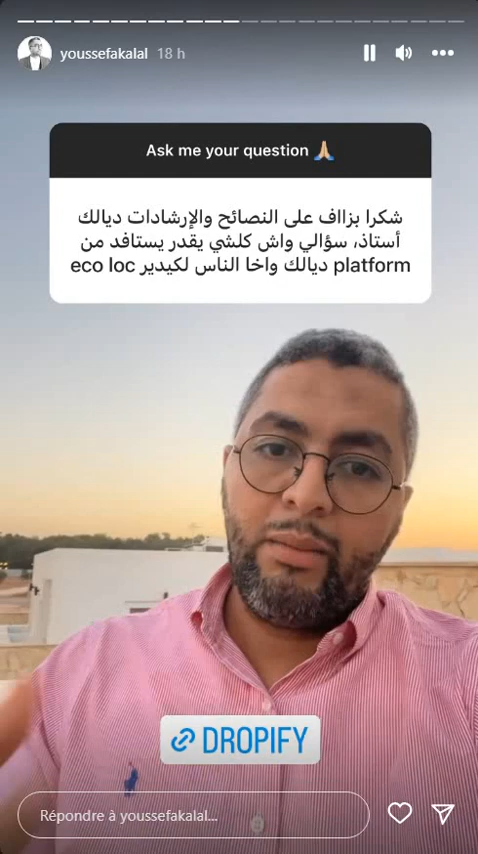 youssefakalal 18 h
Ask me your question 🙏
شكرا بزااف على النصائح والإرشادات ديالك
أستاذ، سؤالي واش كلشي يقدر يستافد من
platform ديالك واخا الناس لكيدير eco loc
DROPIFY
Répondre à youssefakalal...